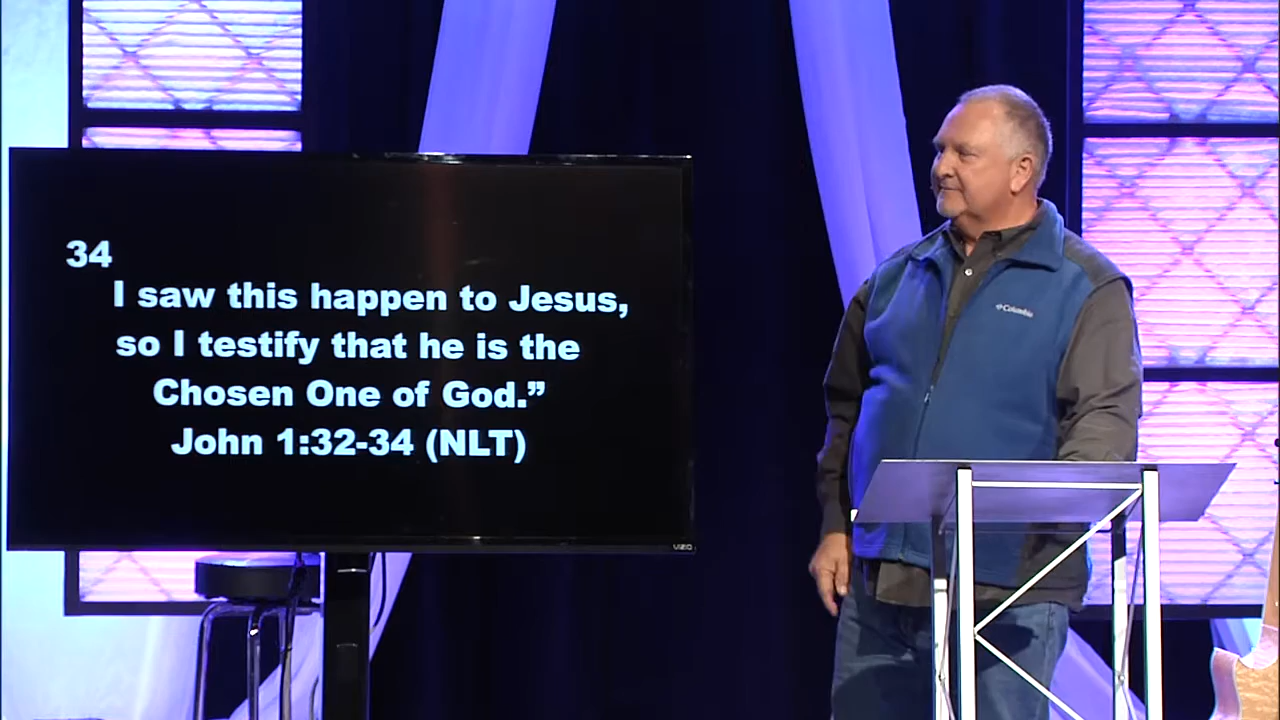 34
I saw this happen to Jesus,
so I testify that he is the
Chosen One of God.”
John 1:32-34 (NLT)
VIZIO
Columbia